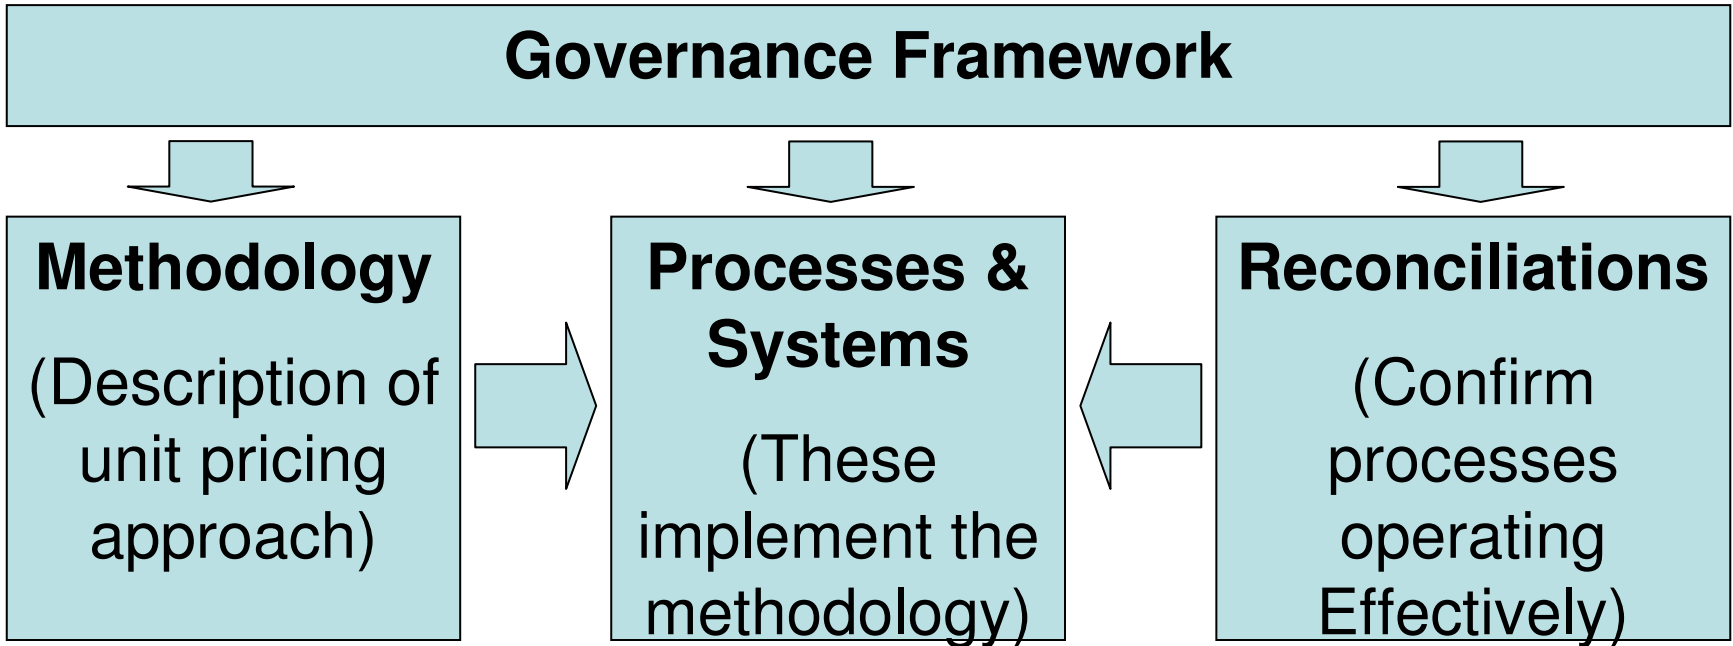 Governance Framework
Methodology
(Description of
unit pricing
approach)
Processes &
Systems
(These
implement the
methodology)
Reconciliations
(Confirm
processes
operating
Effectively)